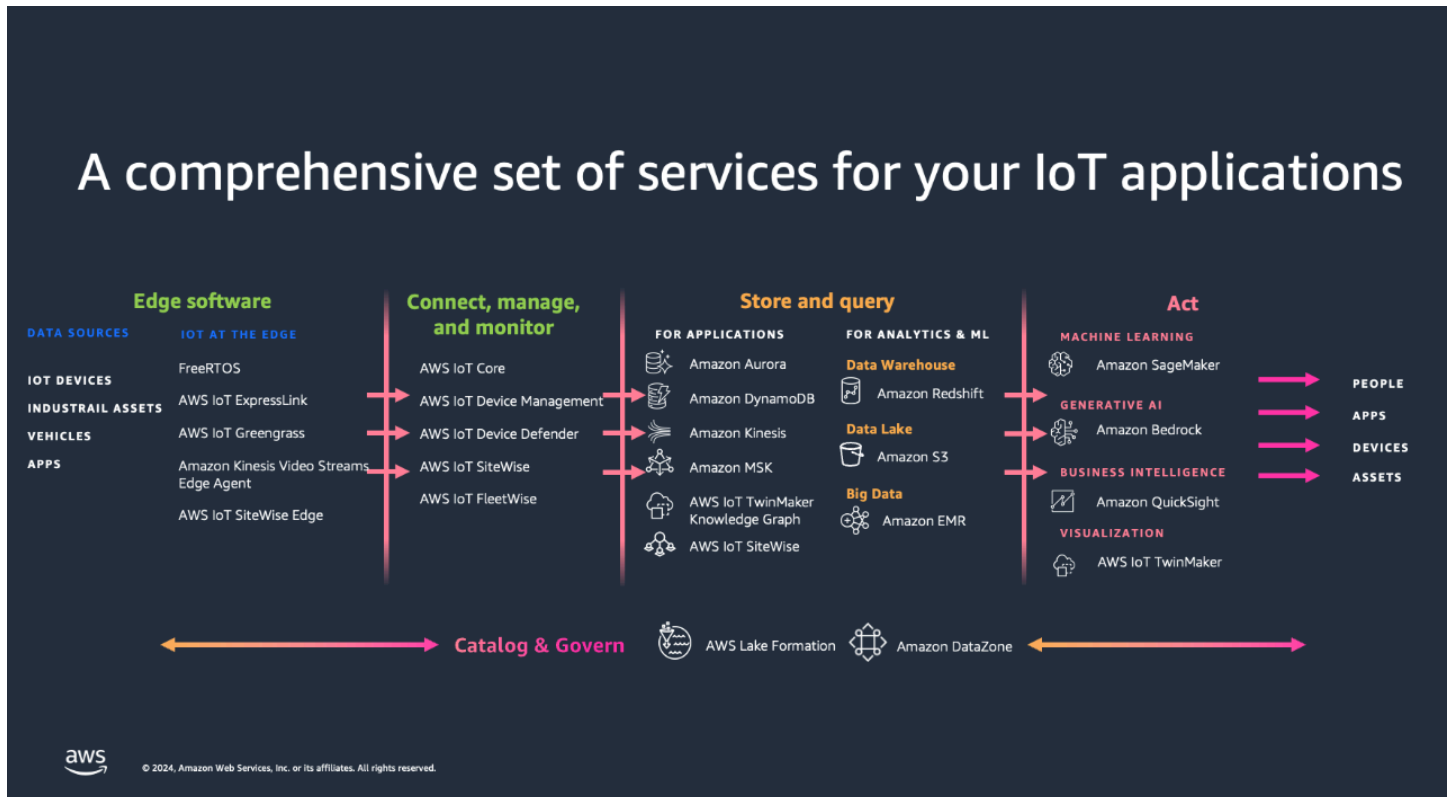 A comprehensive set of services for your IoT applications
Edge software
DATA SOURCES
IOT DEVICES
INDUSTRAIL ASSETS
VEHICLES
APPS
IOT AT THE EDGE
FreeRTOS
AWS IoT ExpressLink
AWS IoT Greengrass
Amazon Kinesis Video Streams
Edge Agent
AWS IoT SiteWise Edge
Connect, manage,
and monitor
AWS IoT Core
AWS IoT Device Management
AWS IoT Device Defender
AWS IoT SiteWise
AWS IoT FleetWise
Store and query
FOR APPLICATIONS
Amazon Aurora
Amazon DynamoDB
Amazon Kinesis
Amazon MSK
AWS IoT TwinMaker
Knowledge Graph
AWS IoT SiteWise
FOR ANALYTICS & ML
Data Warehouse
Amazon Redshift
Data Lake
Amazon S3
Big Data
Amazon EMR
Act
MACHINE LEARNING
Amazon SageMaker
GENERATIVE AI
Amazon Bedrock
BUSINESS INTELLIGENCE
Amazon QuickSight
VISUALIZATION
AWS IoT TwinMaker
PEOPLE
APPS
DEVICES
ASSETS
Catalog & Govern
AWS Lake Formation
Amazon DataZone
aws
© 2024, Amazon Web Services, Inc. or its affiliates. All rights reserved.